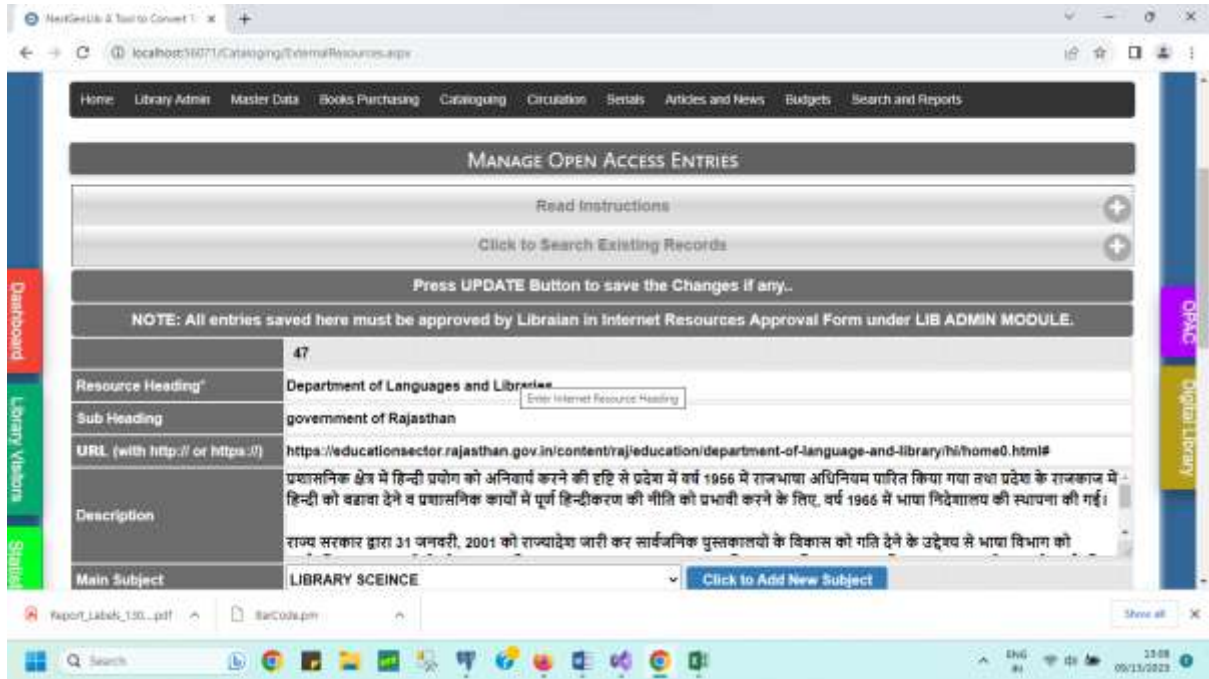 localhost:56071/Cataloging/ExternalResources.aspx
Home Library Admin Master Data Books Purchasing Cataloguing Circulation Serials Articles and News Budgets Search and Reports
MANAGE OPEN ACCESS ENTRIES
Read Instructions
Click to Search Existing Records
Press UPDATE Button to save the Changes if any..
NOTE: All entries saved here must be approved by Libraian in Internet Resources Approval Form under LIB ADMIN MODULE.
47
Resource Heading* Department of Languages and Libraries
Enter Internet Resource Heading
Sub Heading government of Rajasthan
URL (with http:// or https://) https://educationsector.rajasthan.gov.in/content/raj/education/department-of-language-and-library/hi/home0.html#
Description
प्रशासनिक क्षेत्र में हिन्दी प्रयोग को अनिवार्य करने की दृष्टि से प्रदेश में वर्ष 1956 में राजभाषा अधिनियम पारित किया गया तथा प्रदेश के राजकाज में
हिन्दी को बढावा देने व प्रशासनिक कार्यों में पूर्ण हिन्दीकरण की नीति को प्रभावी करने के लिए, वर्ष 1965 में भाषा निदेशालय की स्थापना की गई।
राज्य सरकार द्वारा 31 जनवरी, 2001 को राज्यादेश जारी कर सार्वजनिक पुस्तकालयों के विकास को गति देने के उद्देश्य से भाषा विभाग को
Main Subject LIBRARY SCEINCE Click to Add New Subject
Dashboard
Library Visitors
OPAC
Digital Library
Report_Labels_130....pdf BarCode.prn Show all
Search
ENG
13:08
09/13/2023